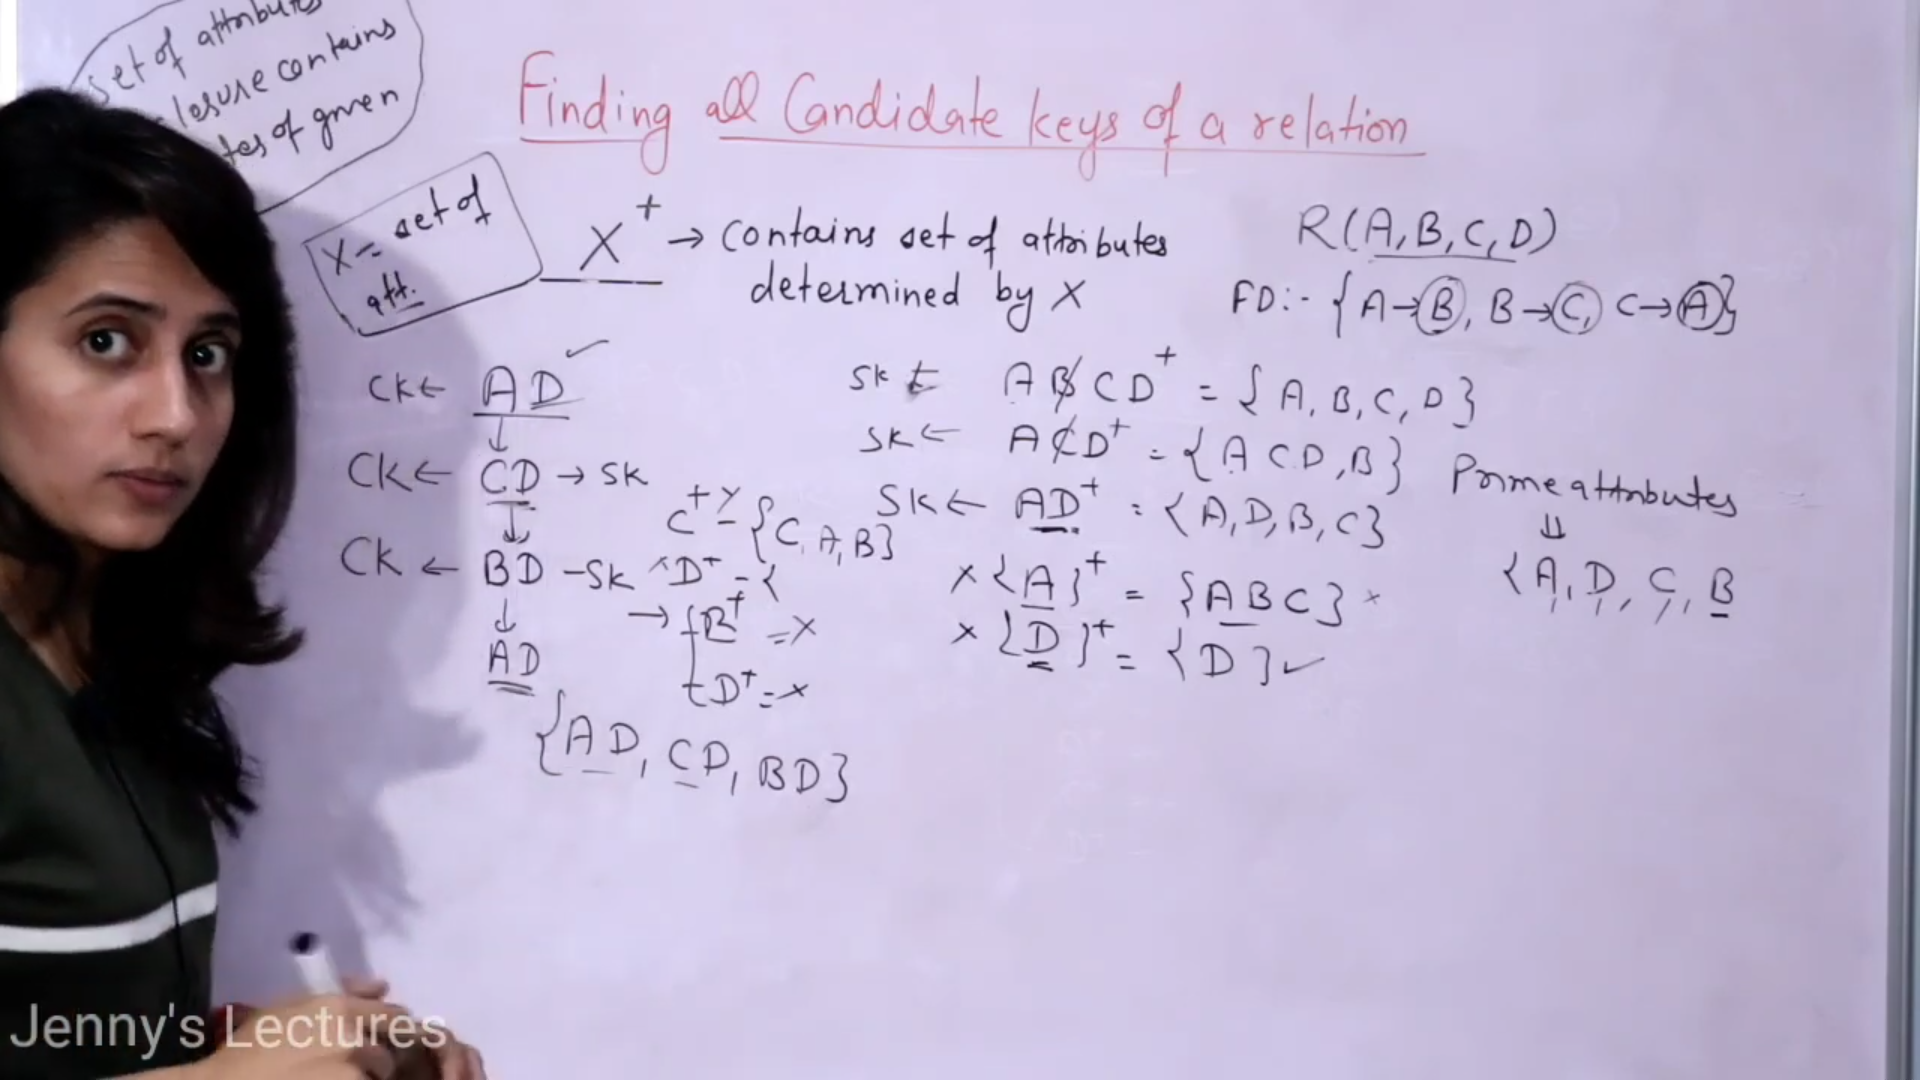 set of attributes
closure contains
tes of given
Finding all Candidate keys of a relation
X = set of
att.
X+ → contains set of attributes
determined by X
R(A,B,C,D)
FD:- {A→B, B→C, C→A}
CK← AD ✓
↓
CK← CD → SK
↓
CK ← BD - SK
↓
AD
{AD, CD, BD}
C+ = {C, A, B}
D+ = {
→ B+ = X
D+ = X
SK ← ABCD+ = {A, B, C, D}
SK← ACD+ = {A C D, B}
SK← AD+ = {A, D, B, C}
X {A}+ = {ABC} x
X {D}+ = {D} ✓
Prime attributes
⇓
{A, D, C, B
Jenny's Lectures